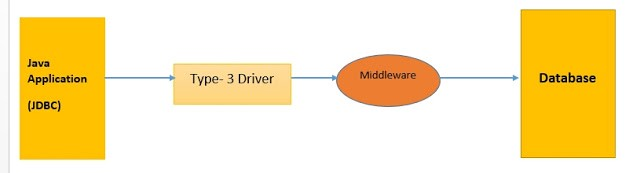 Java
Application
(JDBC)
Type- 3 Driver
Middleware
Database